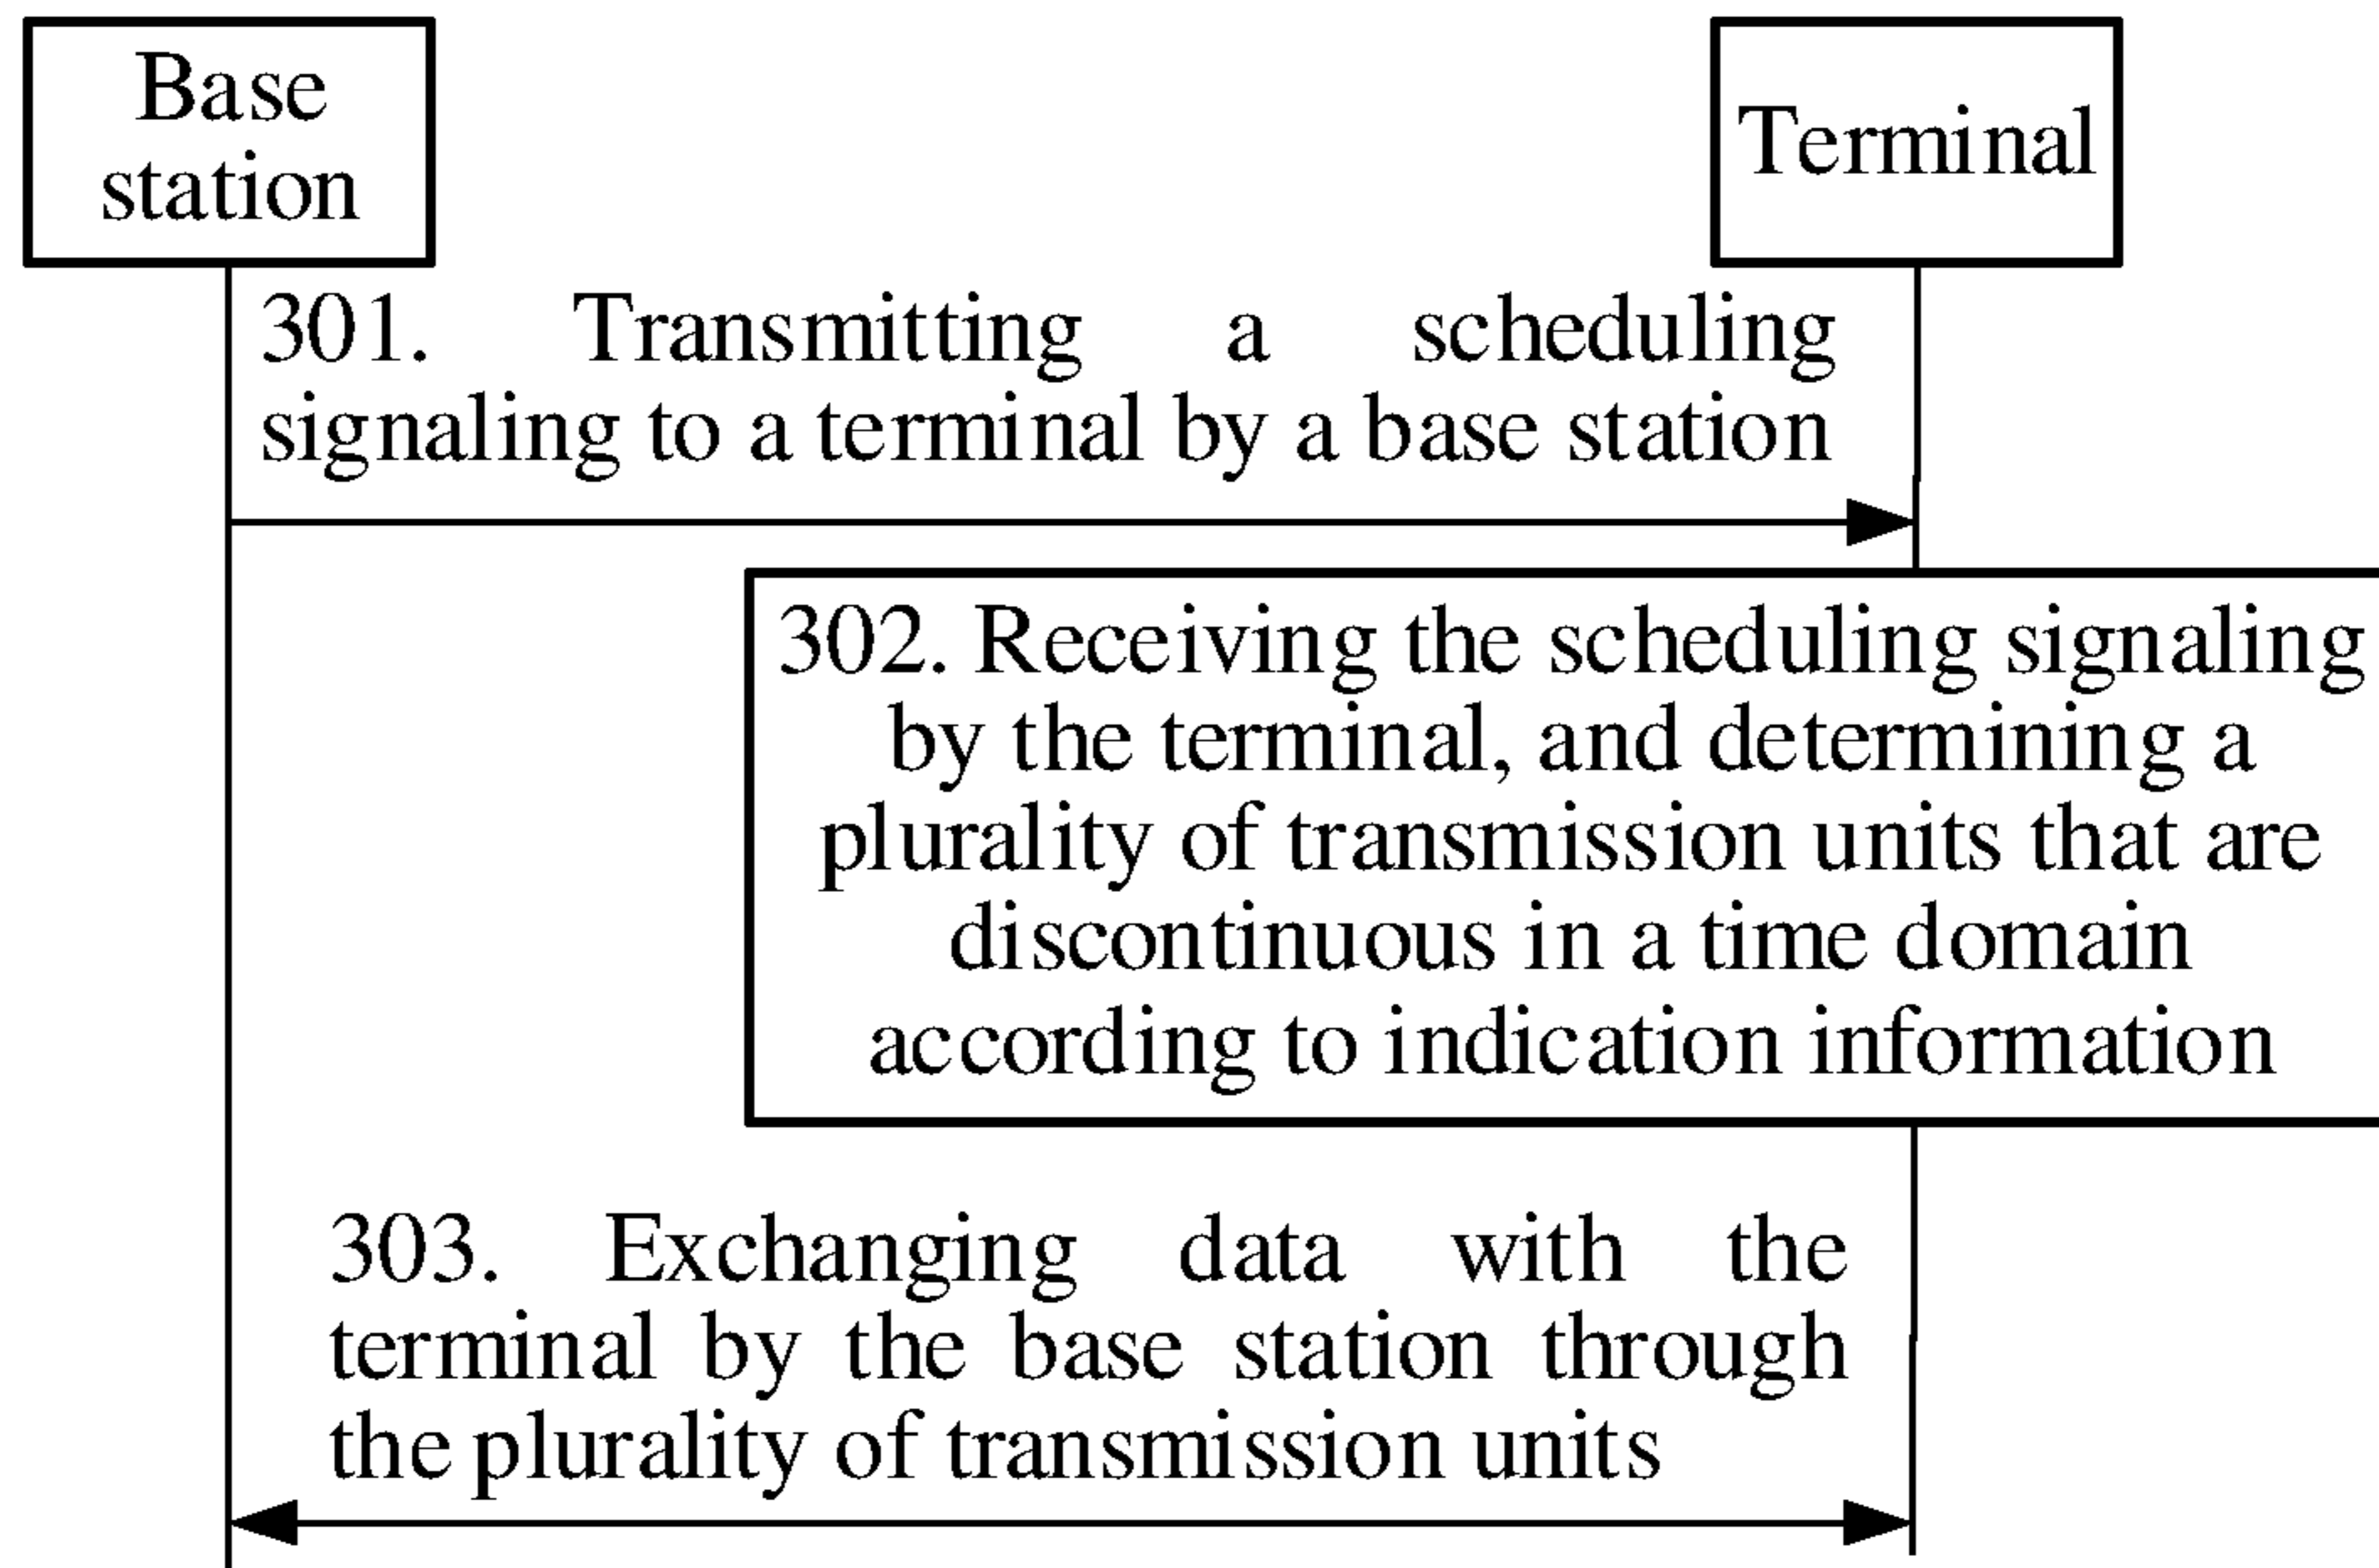 Base
station
Terminal
301. Transmitting a scheduling
signaling to a terminal by a base station
302. Receiving the scheduling signaling
by the terminal, and determining a
plurality of transmission units that are
discontinuous in a time domain
according to indication information
303. Exchanging data with the
terminal by the base station through
the plurality of transmission units